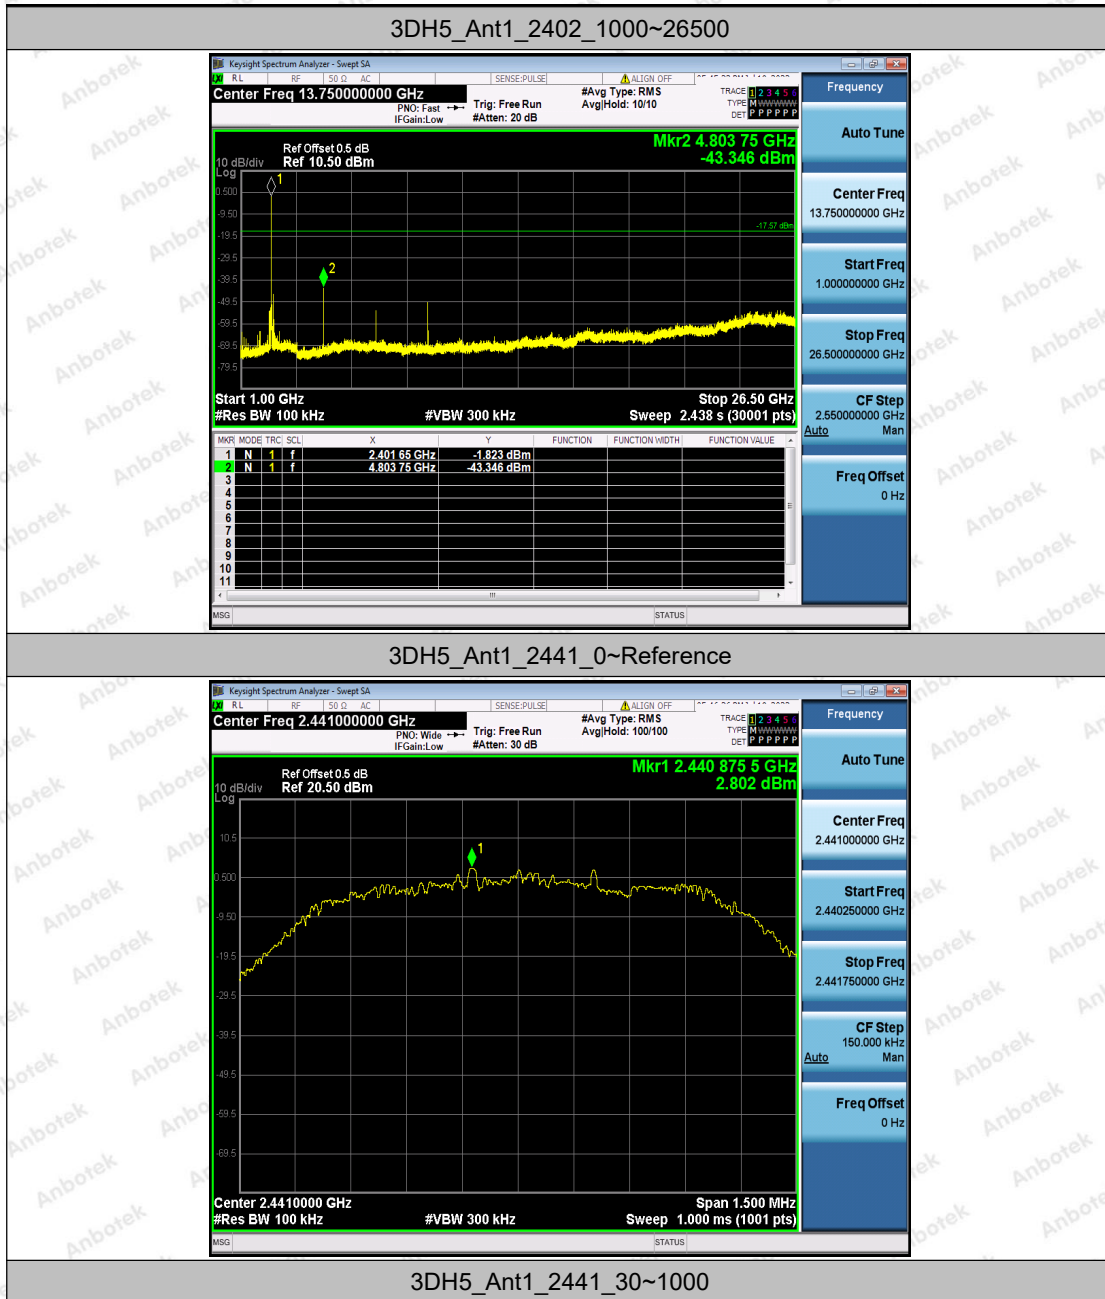 3DH5_Ant1_2402_1000~26500
Keysight Spectrum Analyzer - Swept SA
RL RF 50 Ω AC SENSE:PULSE ALIGN OFF
Center Freq 13.750000000 GHz
PNO: Fast
IFGain:Low
Trig: Free Run
#Atten: 20 dB
#Avg Type: RMS
Avg|Hold: 10/10
TRACE 1 2 3 4 5 6
TYPE M W W W W W
DET P P P P P P
Mkr2 4.803 75 GHz
-43.346 dBm
Ref Offset 0.5 dB
10 dB/div Ref 10.50 dBm
Log
0.500
-9.50
-19.5
-29.5
-39.5
-49.5
-59.5
-69.5
-79.5
1
2
-17.57 dBm
Start 1.00 GHz Stop 26.50 GHz
#Res BW 100 kHz #VBW 300 kHz Sweep 2.438 s (30001 pts)
MKR MODE TRC SCL X Y FUNCTION FUNCTION WIDTH FUNCTION VALUE
1 N 1 f 2.401 65 GHz -1.823 dBm
2 N 1 f 4.803 75 GHz -43.346 dBm
3
4
5
6
7
8
9
10
11
MSG STATUS
Frequency
Auto Tune
Center Freq
13.750000000 GHz
Start Freq
1.000000000 GHz
Stop Freq
26.500000000 GHz
CF Step
2.550000000 GHz
Auto Man
Freq Offset
0 Hz
3DH5_Ant1_2441_0~Reference
Keysight Spectrum Analyzer - Swept SA
RL RF 50 Ω AC SENSE:PULSE ALIGN OFF
Center Freq 2.441000000 GHz
PNO: Wide
IFGain:Low
Trig: Free Run
#Atten: 30 dB
#Avg Type: RMS
Avg|Hold: 100/100
TRACE 1 2 3 4 5 6
TYPE M W W W W W
DET P P P P P P
Mkr1 2.440 875 5 GHz
2.802 dBm
Ref Offset 0.5 dB
10 dB/div Ref 20.50 dBm
Log
10.5
0.500
-9.50
-19.5
-29.5
-39.5
-49.5
-59.5
-69.5
1
Center 2.4410000 GHz Span 1.500 MHz
#Res BW 100 kHz #VBW 300 kHz Sweep 1.000 ms (1001 pts)
MSG STATUS
Frequency
Auto Tune
Center Freq
2.441000000 GHz
Start Freq
2.440250000 GHz
Stop Freq
2.441750000 GHz
CF Step
150.000 kHz
Auto Man
Freq Offset
0 Hz
3DH5_Ant1_2441_30~1000